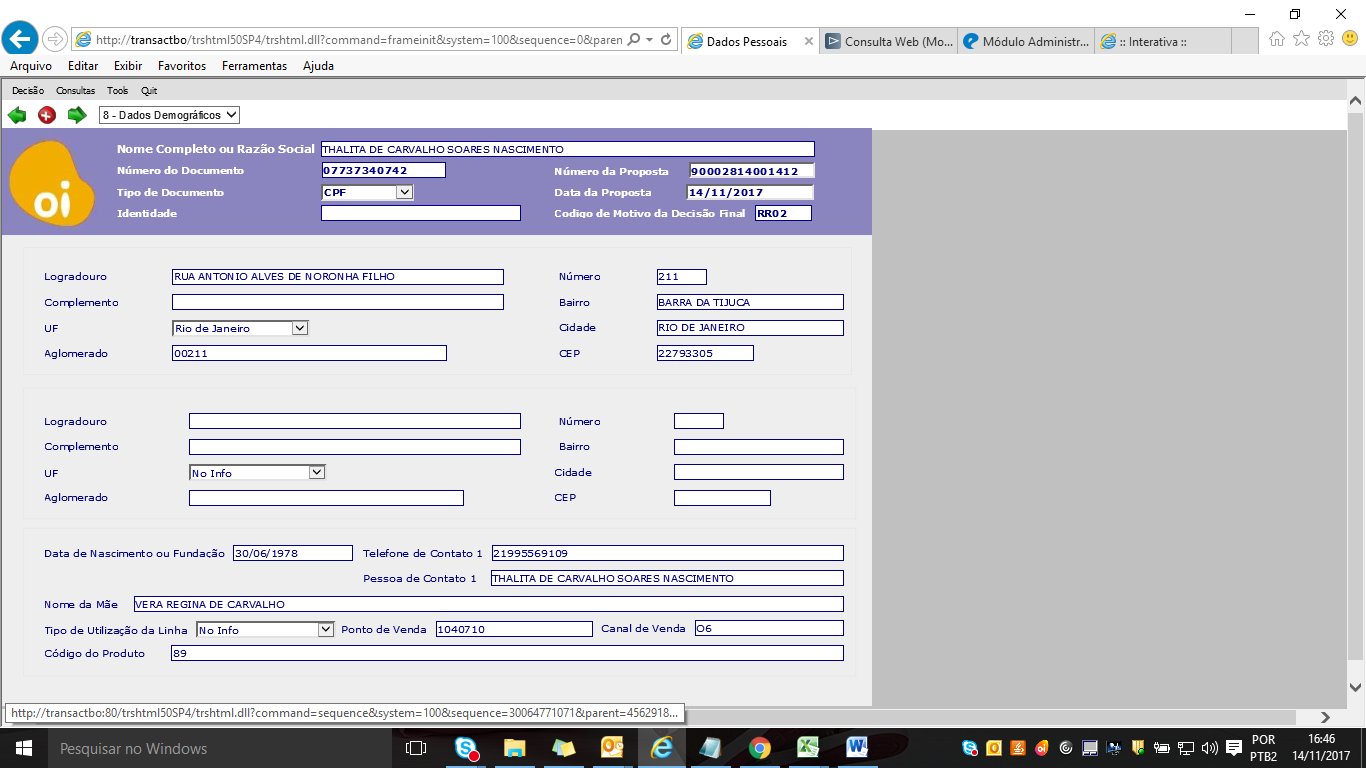 http://transactbo/trshtml50SP4/trshtml.dll?command=frameinit&system=100&sequence=0&paren
Dados Pessoais
Consulta Web (Mo...
Módulo Administr...
:: Interativa ::
Arquivo Editar Exibir Favoritos Ferramentas Ajuda
Decisão Consultas Tools Quit
8 - Dados Demográficos
oi
Nome Completo ou Razão Social THALITA DE CARVALHO SOARES NASCIMENTO
Número do Documento 07737340742 Número da Proposta 90002814001412
Tipo de Documento CPF Data da Proposta 14/11/2017
Identidade Codigo de Motivo da Decisão Final RR02
Logradouro RUA ANTONIO ALVES DE NORONHA FILHO Número 211
Complemento Bairro BARRA DA TIJUCA
UF Rio de Janeiro Cidade RIO DE JANEIRO
Aglomerado 00211 CEP 22793305
Logradouro Número
Complemento Bairro
UF No Info Cidade
Aglomerado CEP
Data de Nascimento ou Fundação 30/06/1978 Telefone de Contato 1 21995569109
Pessoa de Contato 1 THALITA DE CARVALHO SOARES NASCIMENTO
Nome da Mãe VERA REGINA DE CARVALHO
Tipo de Utilização da Linha No Info Ponto de Venda 1040710 Canal de Venda O6
Código do Produto 89
http://transactbo:80/trshtml50SP4/trshtml.dll?command=sequence&system=100&sequence=30064771071&parent=4562918...
Pesquisar no Windows
POR 16:46
PTB2 14/11/2017